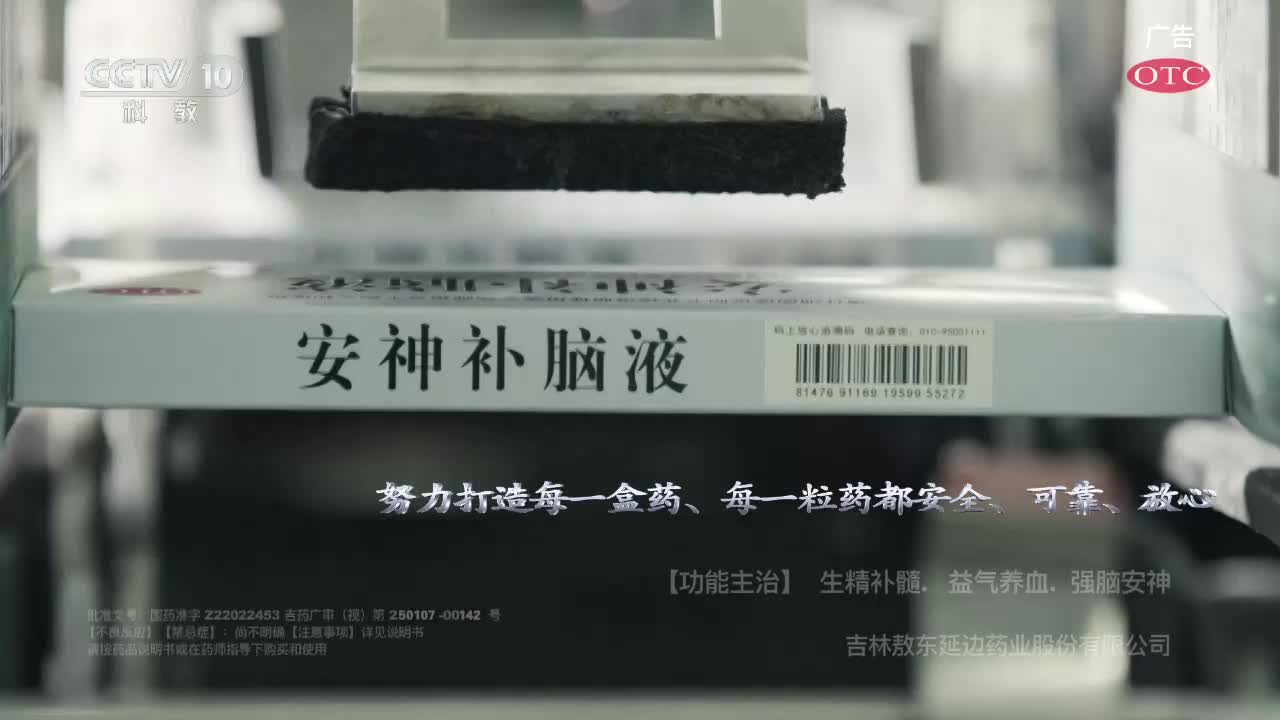 CCTV 10
科教
广告
OTC
安神补脑液
码上放心追溯码 电话查询：010-95001111
81476 91169 19599 55272
努力打造每一盒药、每一粒药都安全、可靠、放心
【功能主治】 生精补髓．益气养血．强脑安神
批准文号：国药准字 Z22022453 吉药广审（视）第 250107-00142 号
【不良反应】【禁忌症】：尚不明确【注意事项】详见说明书
请按药品说明书或在药师指导下购买和使用
吉林敖东延边药业股份有限公司